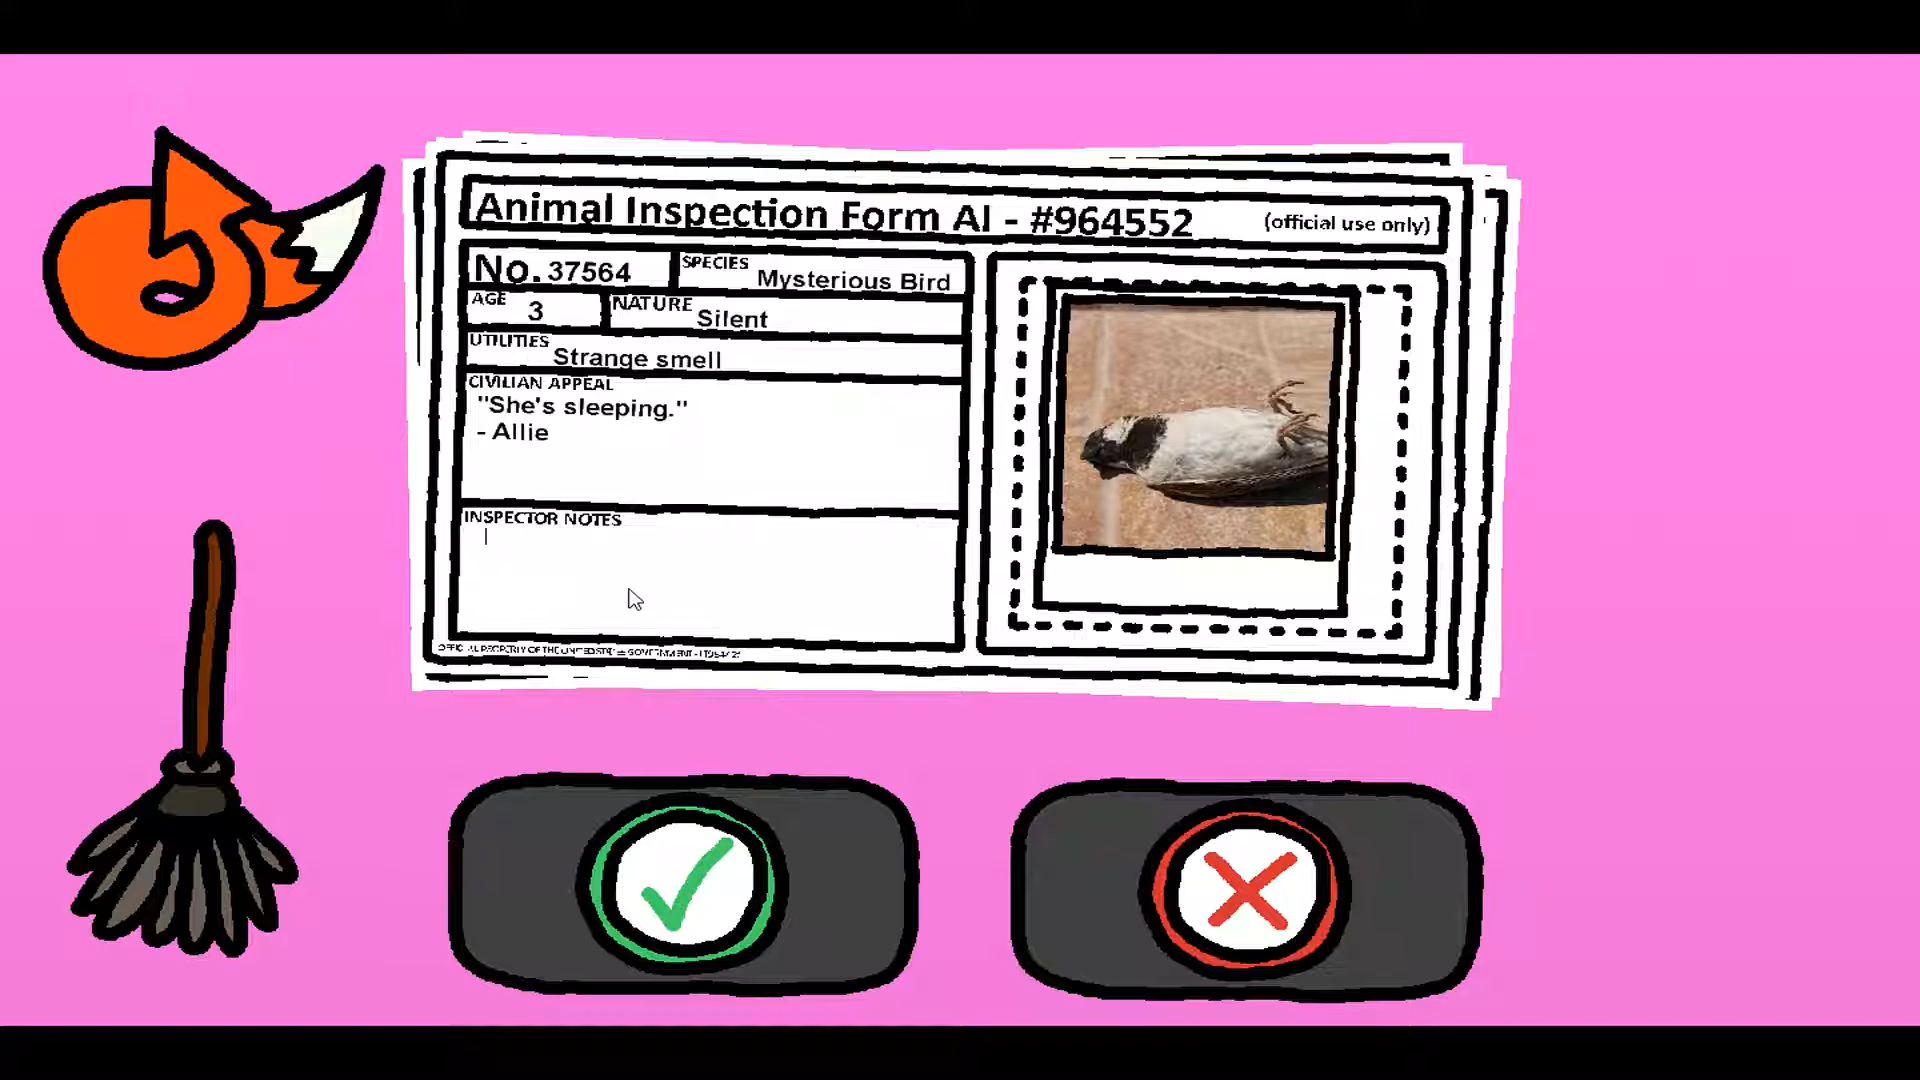 Animal Inspection Form AI - #964552
(official use only)
No. 37564
SPECIES Mysterious Bird
AGE 3
NATURE Silent
UTILITIES Strange smell
CIVILIAN APPEAL
"She's sleeping."
- Allie
INSPECTOR NOTES